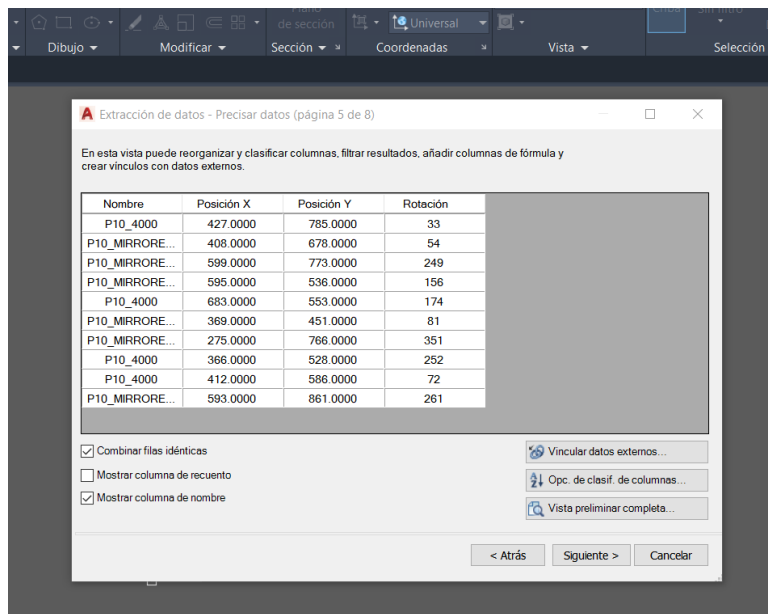 Plano
de sección
Universal
Criba
Sin filtro
Dibujo
Modificar
Sección
Coordenadas
Vista
Selección
A Extracción de datos - Precisar datos (página 5 de 8)
En esta vista puede reorganizar y clasificar columnas, filtrar resultados, añadir columnas de fórmula y
crear vínculos con datos externos.
Nombre Posición X Posición Y Rotación
P10_4000 427.0000 785.0000 33
P10_MIRRORE... 408.0000 678.0000 54
P10_MIRRORE... 599.0000 773.0000 249
P10_MIRRORE... 595.0000 536.0000 156
P10_4000 683.0000 553.0000 174
P10_MIRRORE... 369.0000 451.0000 81
P10_MIRRORE... 275.0000 766.0000 351
P10_4000 366.0000 528.0000 252
P10_4000 412.0000 586.0000 72
P10_MIRRORE... 593.0000 861.0000 261
Combinar filas idénticas
Mostrar columna de recuento
Mostrar columna de nombre
Vincular datos externos...
Opc. de clasif. de columnas...
Vista preliminar completa...
< Atrás
Siguiente >
Cancelar